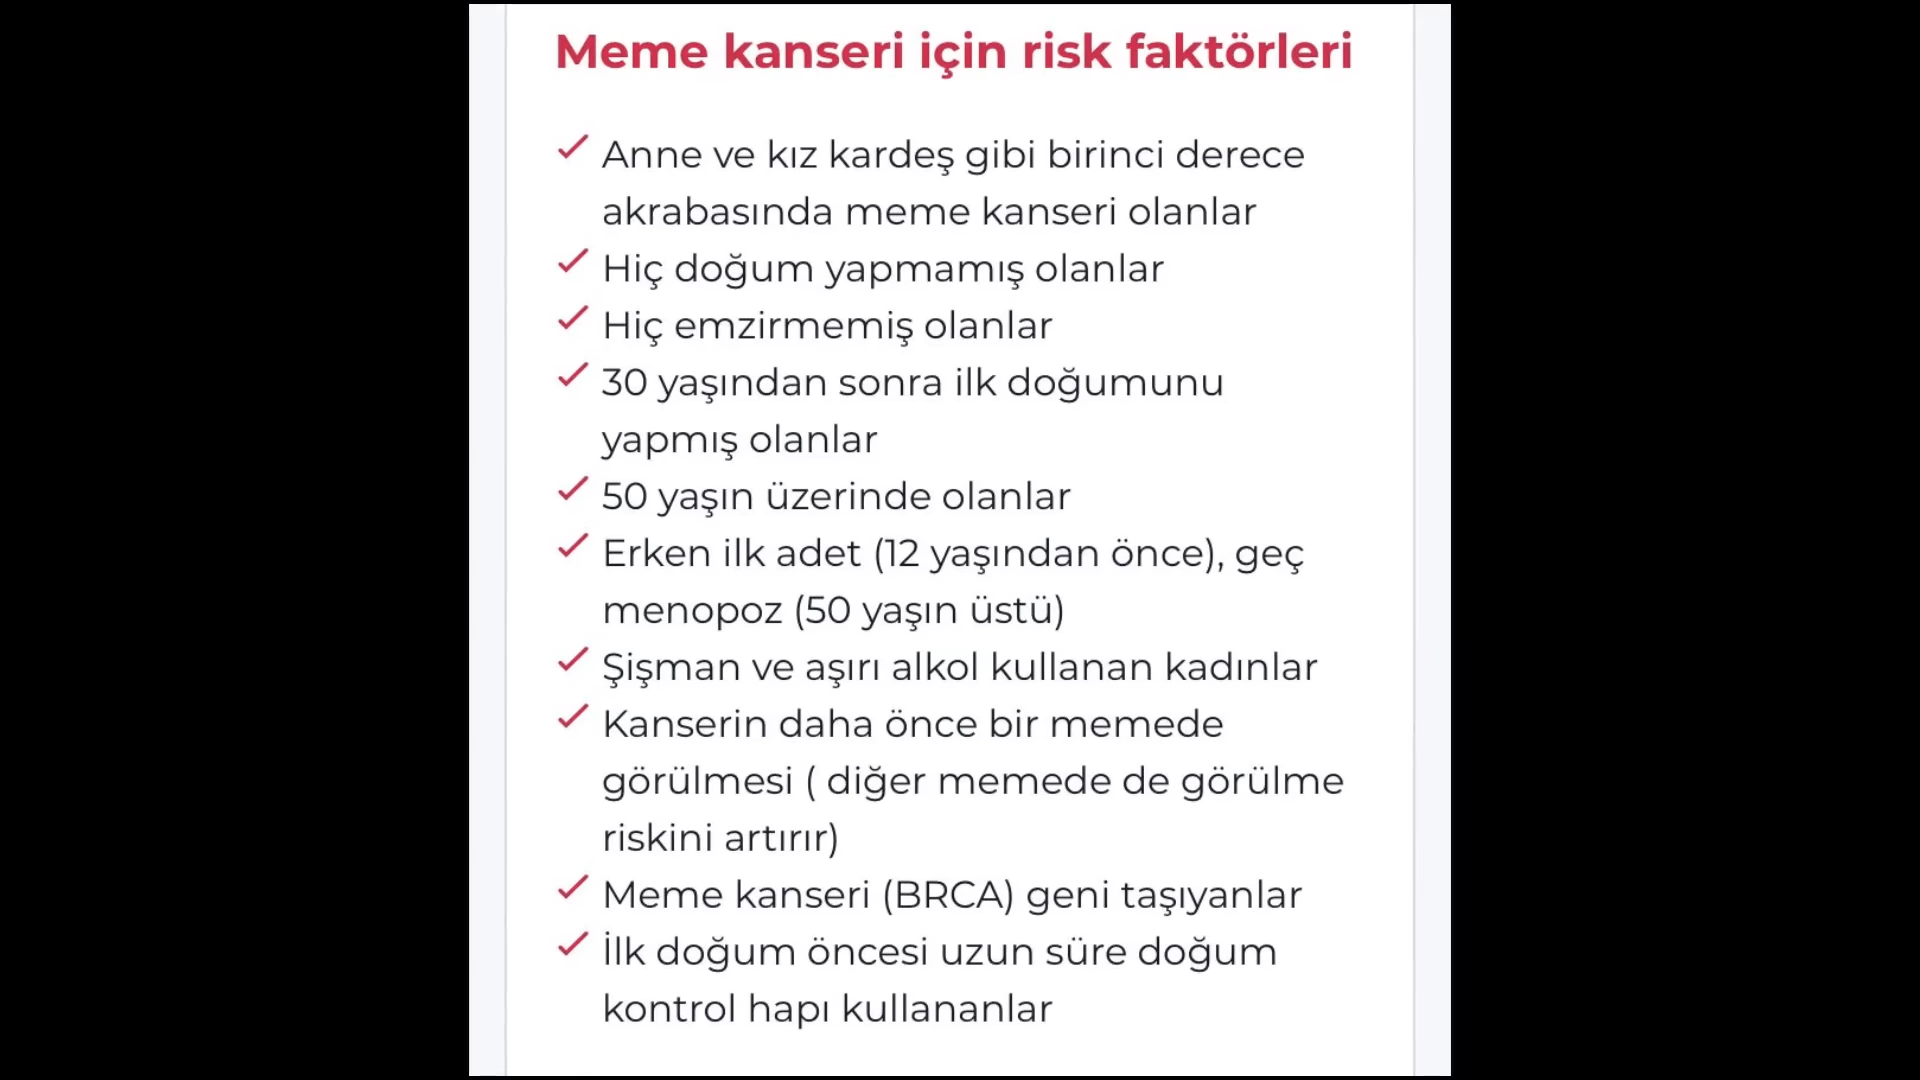 Meme kanseri için risk faktörleri
Anne ve kız kardeş gibi birinci derece
akrabasında meme kanseri olanlar
Hiç doğum yapmamış olanlar
Hiç emzirmemiş olanlar
30 yaşından sonra ilk doğumunu
yapmış olanlar
50 yaşın üzerinde olanlar
Erken ilk adet (12 yaşından önce), geç
menopoz (50 yaşın üstü)
Şişman ve aşırı alkol kullanan kadınlar
Kanserin daha önce bir memede
görülmesi ( diğer memede de görülme
riskini artırır)
Meme kanseri (BRCA) geni taşıyanlar
İlk doğum öncesi uzun süre doğum
kontrol hapı kullananlar